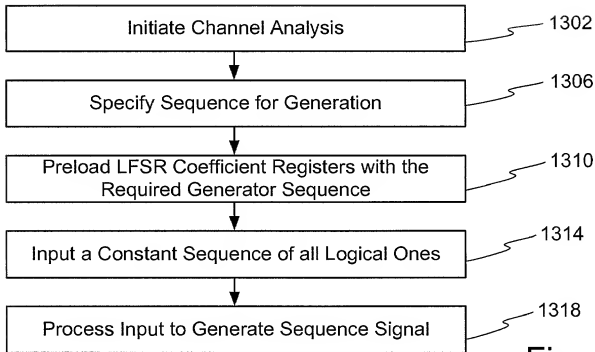 Initiate Channel Analysis
1302
Specify Sequence for Generation
1306
Preload LFSR Coefficient Registers with the
Required Generator Sequence
1310
Input a Constant Sequence of all Logical Ones
1314
Process Input to Generate Sequence Signal
1318